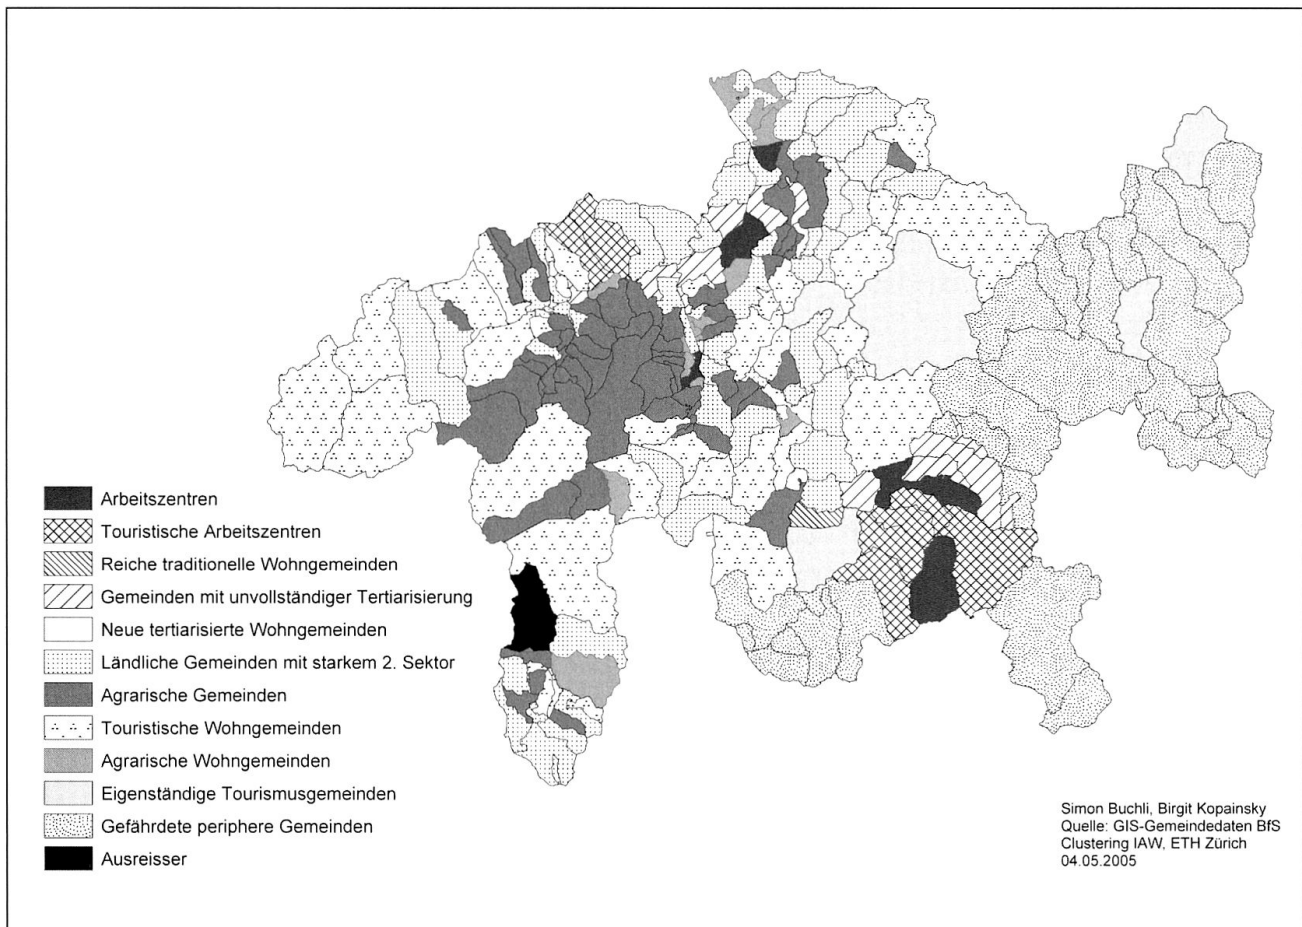 Arbeitszentren
Touristische Arbeitszentren
Reiche traditionelle Wohngemeinden
Gemeinden mit unvollständiger Tertiarisierung
Neue tertiarisierte Wohngemeinden
Ländliche Gemeinden mit starkem 2. Sektor
Agrarische Gemeinden
Touristische Wohngemeinden
Agrarische Wohngemeinden
Eigenständige Tourismusgemeinden
Gefährdete periphere Gemeinden
Ausreisser
Simon Buchli, Birgit Kopainsky
Quelle: GIS-Gemeindedaten BfS
Clustering IAW, ETH Zürich
04.05.2005